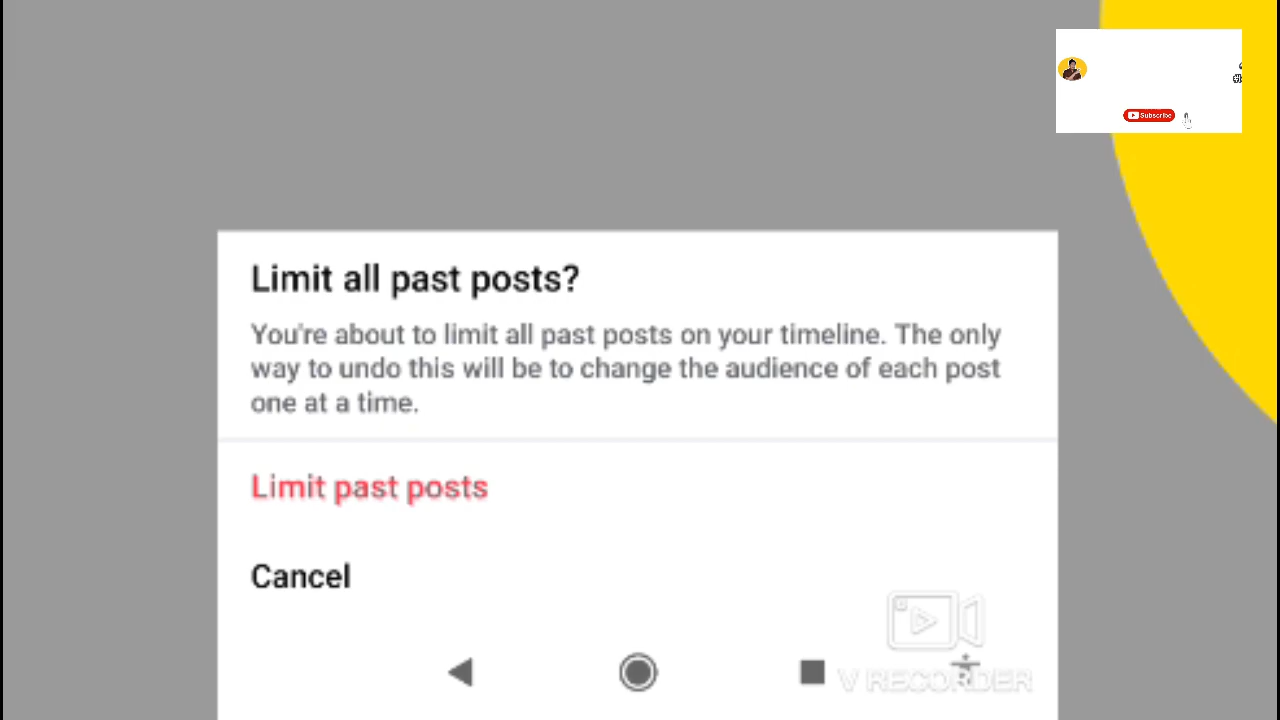 Subscribe
Limit all past posts?
You're about to limit all past posts on your timeline. The only
way to undo this will be to change the audience of each post
one at a time.
Limit past posts
Cancel
V RECORDER